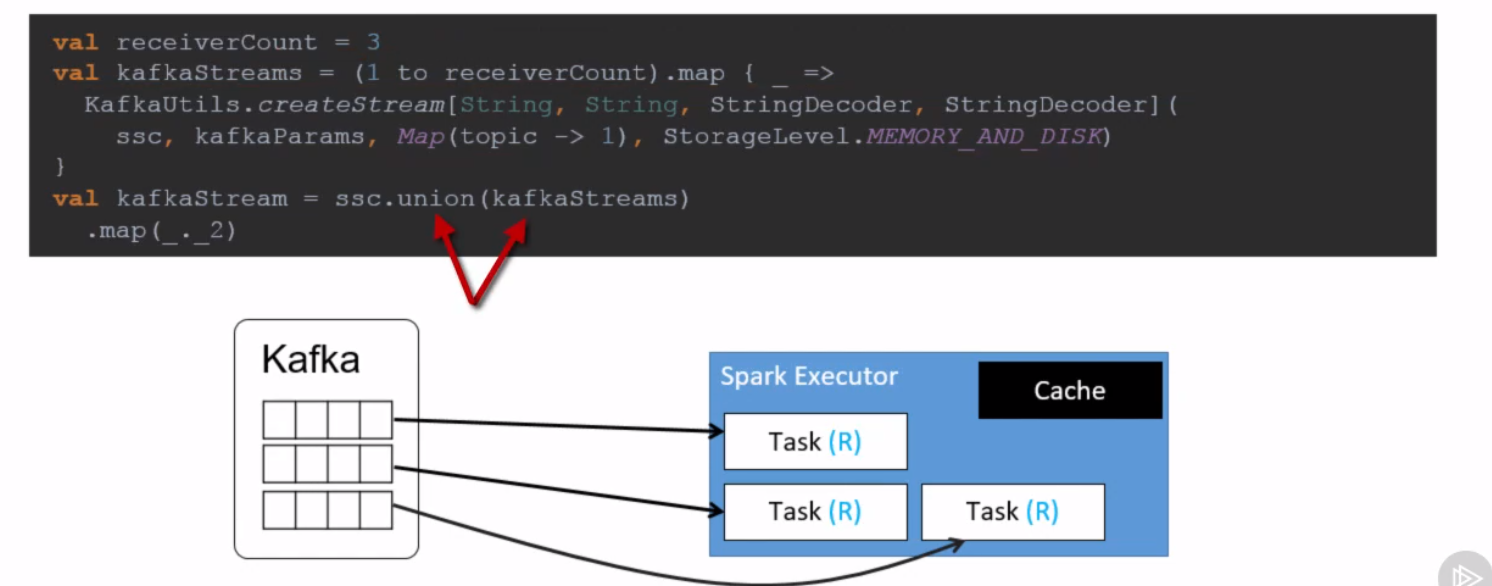 val receiverCount = 3
val kafkaStreams = (1 to receiverCount).map { _ =>
  KafkaUtils.createStream[String, String, StringDecoder, StringDecoder](
    ssc, kafkaParams, Map(topic -> 1), StorageLevel.MEMORY_AND_DISK)
}
val kafkaStream = ssc.union(kafkaStreams)
  .map(_._2)
Kafka
Spark Executor
Cache
Task (R)
Task (R)
Task (R)